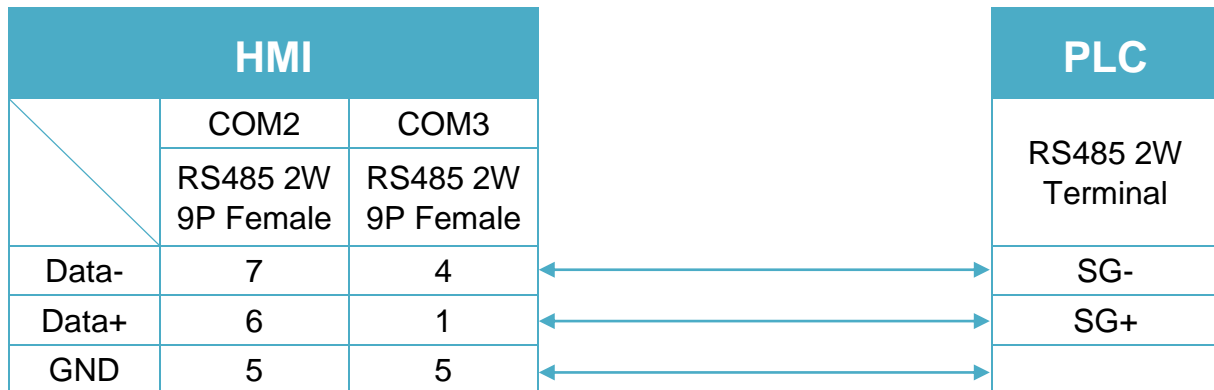 HMI PLC
COM2 COM3
RS485 2W
9P Female
RS485 2W
9P Female
RS485 2W
Terminal
Data- 7 4 SG-
Data+ 6 1 SG+
GND 5 5